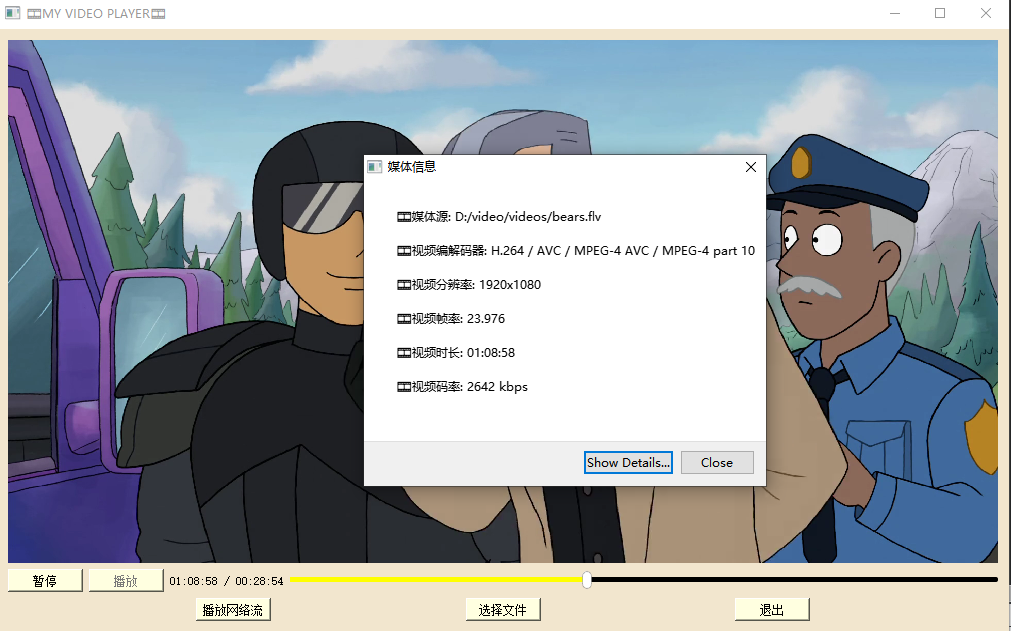 🎞MY VIDEO PLAYER🎞
媒体信息
🎞媒体源: D:/video/videos/bears.flv
🎞视频编解码器: H.264 / AVC / MPEG-4 AVC / MPEG-4 part 10
🎞视频分辨率: 1920x1080
🎞视频帧率: 23.976
🎞视频时长: 01:08:58
🎞视频码率: 2642 kbps
Show Details... Close
暂停 播放 01:08:58 / 00:28:54
播放网络流 选择文件 退出